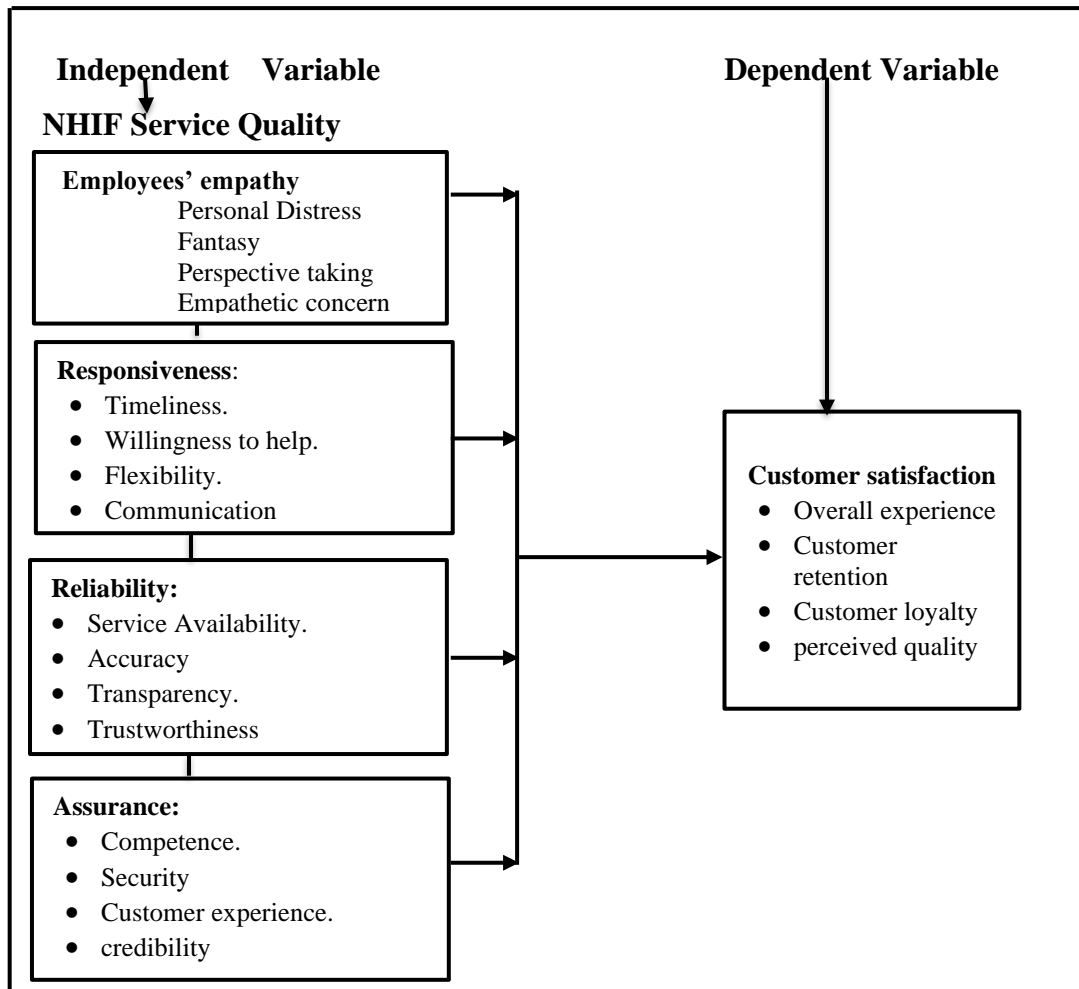 Independent Variable
Dependent Variable
NHIF Service Quality
Employees’ empathy
Personal Distress
Fantasy
Perspective taking
Empathetic concern
Responsiveness:
• Timeliness.
• Willingness to help.
• Flexibility.
• Communication
Reliability:
• Service Availability.
• Accuracy
• Transparency.
• Trustworthiness
Assurance:
• Competence.
• Security
• Customer experience.
• credibility
Customer satisfaction
• Overall experience
• Customer
retention
• Customer loyalty
• perceived quality